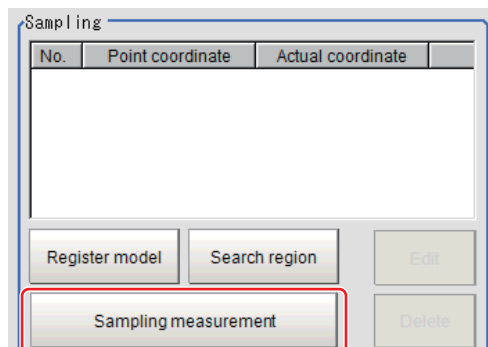 Sampling
No. Point coordinate Actual coordinate
Register model Search region Edit
Sampling measurement Delete